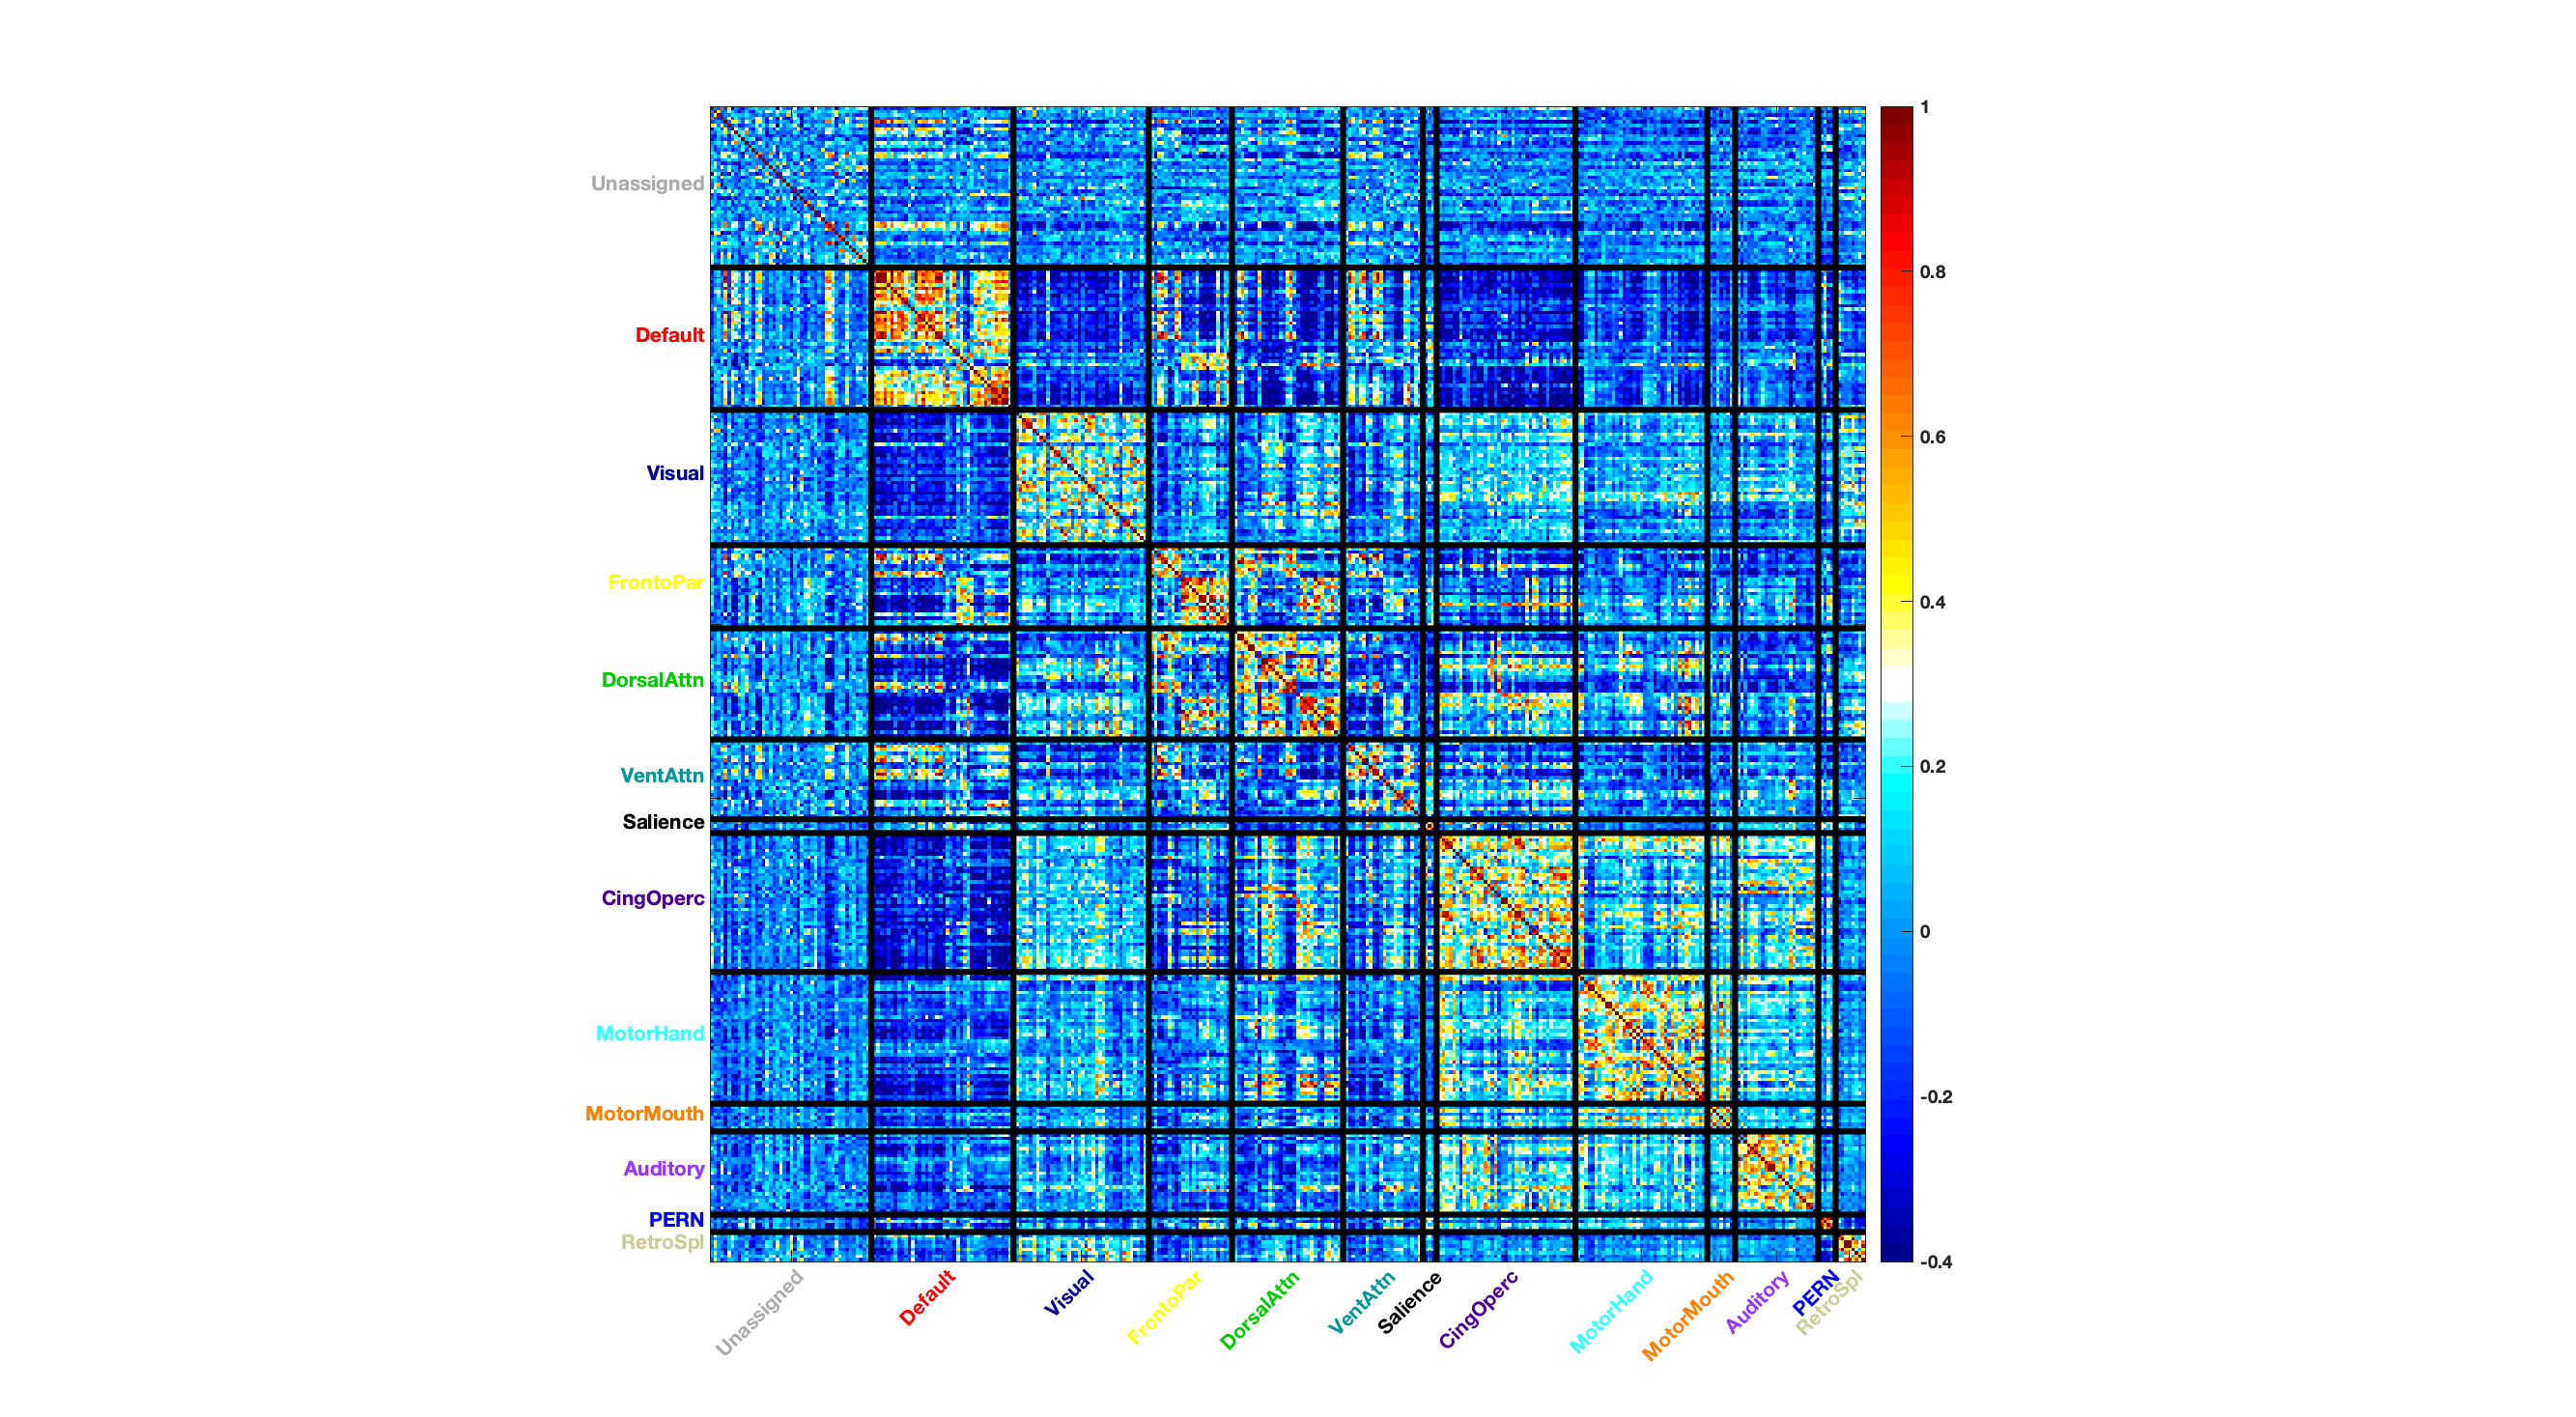 Unassigned
Default
Visual
FrontoPar
DorsalAttn
VentAttn
Salience
CingOperc
MotorHand
MotorMouth
Auditory
PERN
RetroSpl
Unassigned
Default
Visual
FrontoPar
DorsalAttn
VentAttn
Salience
CingOperc
MotorHand
MotorMouth
Auditory
PERN
RetroSpl
1
0.8
0.6
0.4
0.2
0
-0.2
-0.4